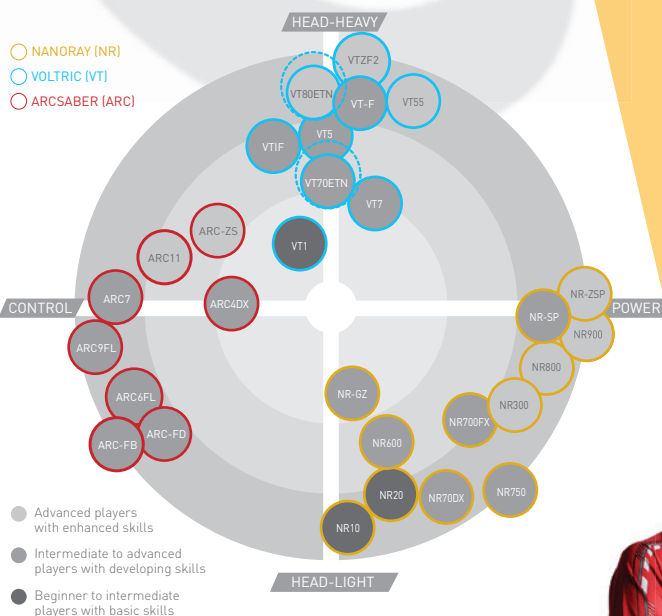 HEAD-HEAVY
NANORAY (NR)
VOLTRIC (VT)
ARCSABER (ARC)
VTZF2
VT80ETN
VT-F
VT55
VT5
VTIF
VT70ETN
VT7
ARC-ZS
VT1
ARC11
ARC7
ARC4DX
NR-ZSP
CONTROL
POWER
NR-SP
NR900
ARC9FL
NR800
NR-GZ
ARC6FL
NR300
NR700FX
ARC-FD
ARC-FB
NR600
NR20
NR70DX
NR750
NR10
Advanced players
with enhanced skills
Intermediate to advanced
players with developing skills
Beginner to intermediate
players with basic skills
HEAD-LIGHT